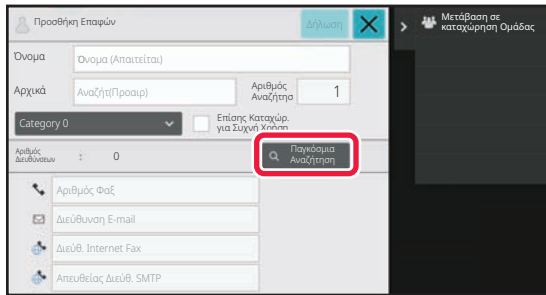 Προσθήκη Επαφών
Δήλωση
Μετάβαση σε
καταχώρηση Ομάδας
Όνομα
Όνομα (Απαιτείται)
Αρχικά
Αναζήτ(Προαιρ)
Αριθμός
Αναζήτησ
1
Category 0
Επίσης Καταχώρ.
για Συχνή Χρήση
Αριθμός
Διευθύνσεων
:
0
Παγκόσμια
Αναζήτηση
Αριθμός Φαξ
Διεύθυνση E-mail
Διεύθ. Internet Fax
Απευθείας Διεύθ. SMTP